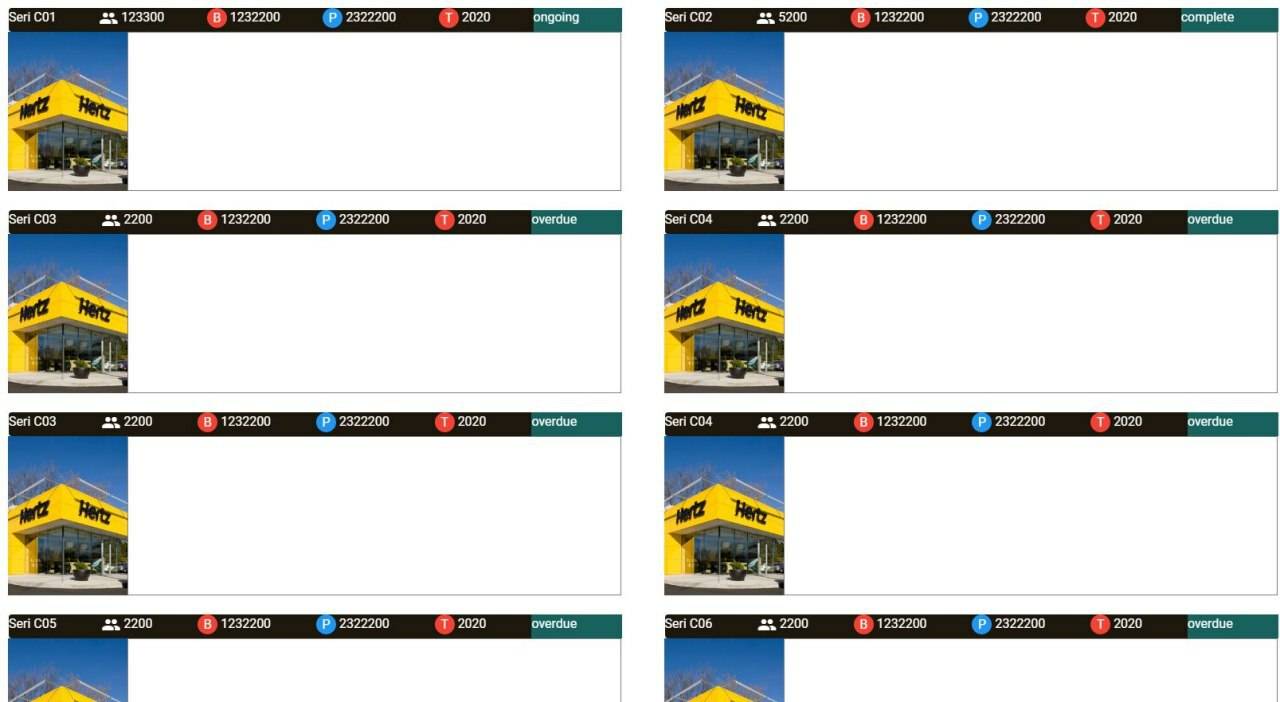 Seri C01 123300 B 1232200 P 2322200 T 2020 ongoing
Seri C02 5200 B 1232200 P 2322200 T 2020 complete
Hertz Hertz
Hertz Hertz
Seri C03 2200 B 1232200 P 2322200 T 2020 overdue
Seri C04 2200 B 1232200 P 2322200 T 2020 overdue
Hertz Hertz
Hertz Hertz
Seri C03 2200 B 1232200 P 2322200 T 2020 overdue
Seri C04 2200 B 1232200 P 2322200 T 2020 overdue
Hertz Hertz
Hertz Hertz
Seri C05 2200 B 1232200 P 2322200 T 2020 overdue
Seri C06 2200 B 1232200 P 2322200 T 2020 overdue